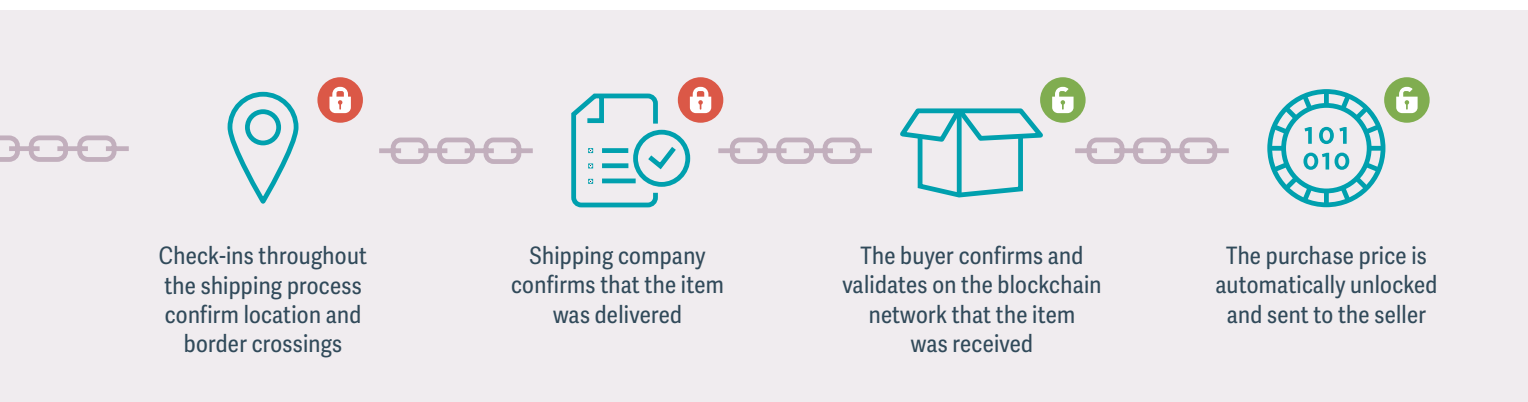 101
010
Check-ins throughout
the shipping process
confirm location and
border crossings
Shipping company
confirms that the item
was delivered
The buyer confirms and
validates on the blockchain
network that the item
was received
The purchase price is
automatically unlocked
and sent to the seller